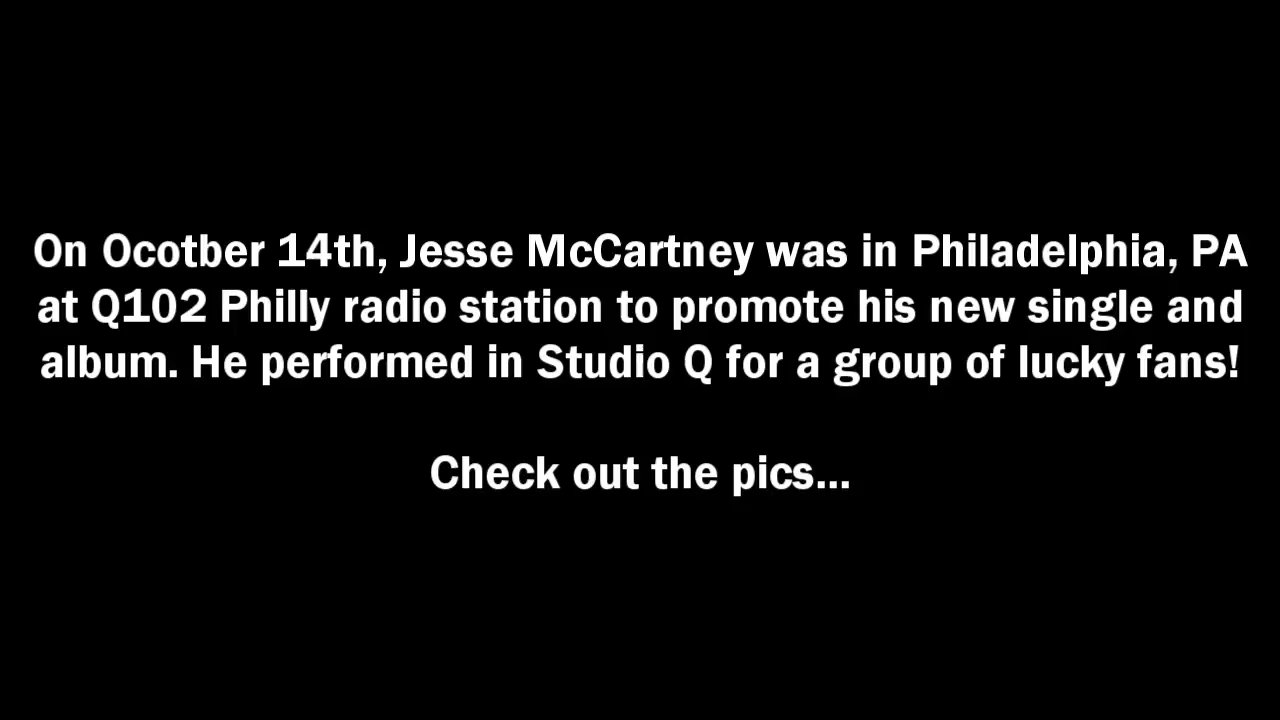 On Ocotber 14th, Jesse McCartney was in Philadelphia, PA
at Q102 Philly radio station to promote his new single and
album. He performed in Studio Q for a group of lucky fans!
Check out the pics...